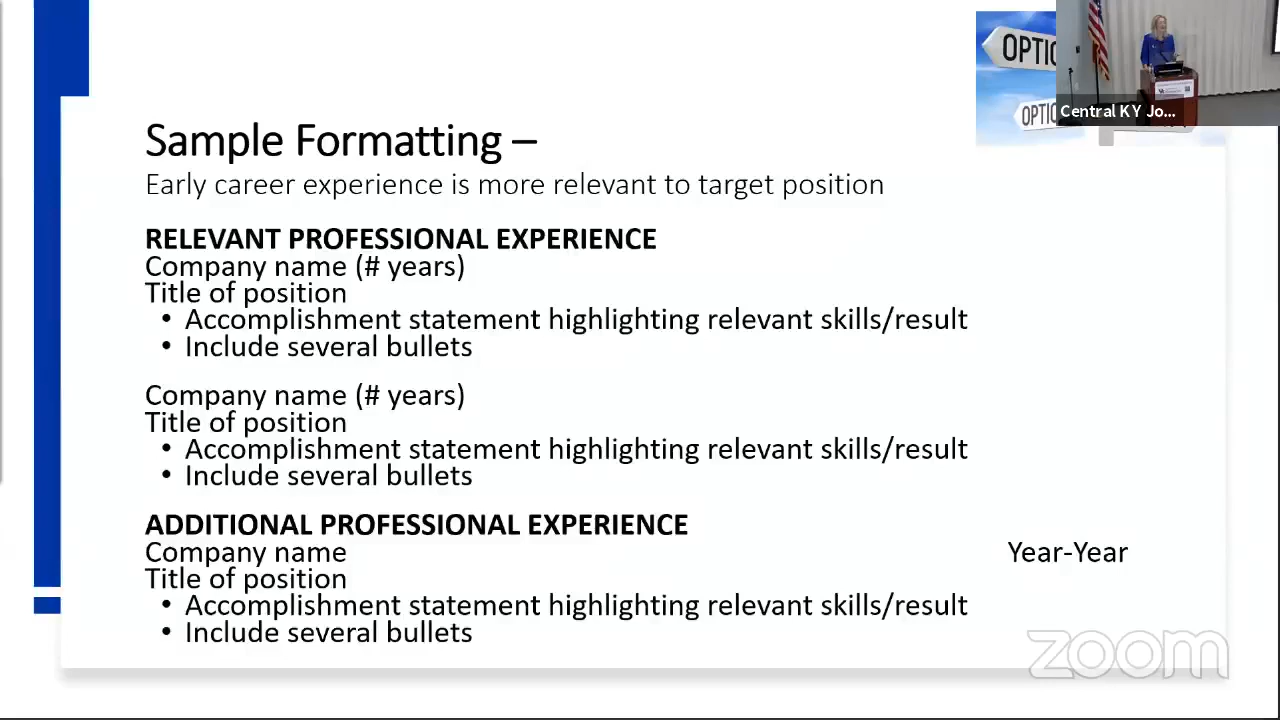 OPTIO
OPTIO
Central KY Jo...
Sample Formatting –
Early career experience is more relevant to target position
RELEVANT PROFESSIONAL EXPERIENCE
Company name (# years)
Title of position
• Accomplishment statement highlighting relevant skills/result
• Include several bullets
Company name (# years)
Title of position
• Accomplishment statement highlighting relevant skills/result
• Include several bullets
ADDITIONAL PROFESSIONAL EXPERIENCE
Company name Year-Year
Title of position
• Accomplishment statement highlighting relevant skills/result
• Include several bullets
zoom